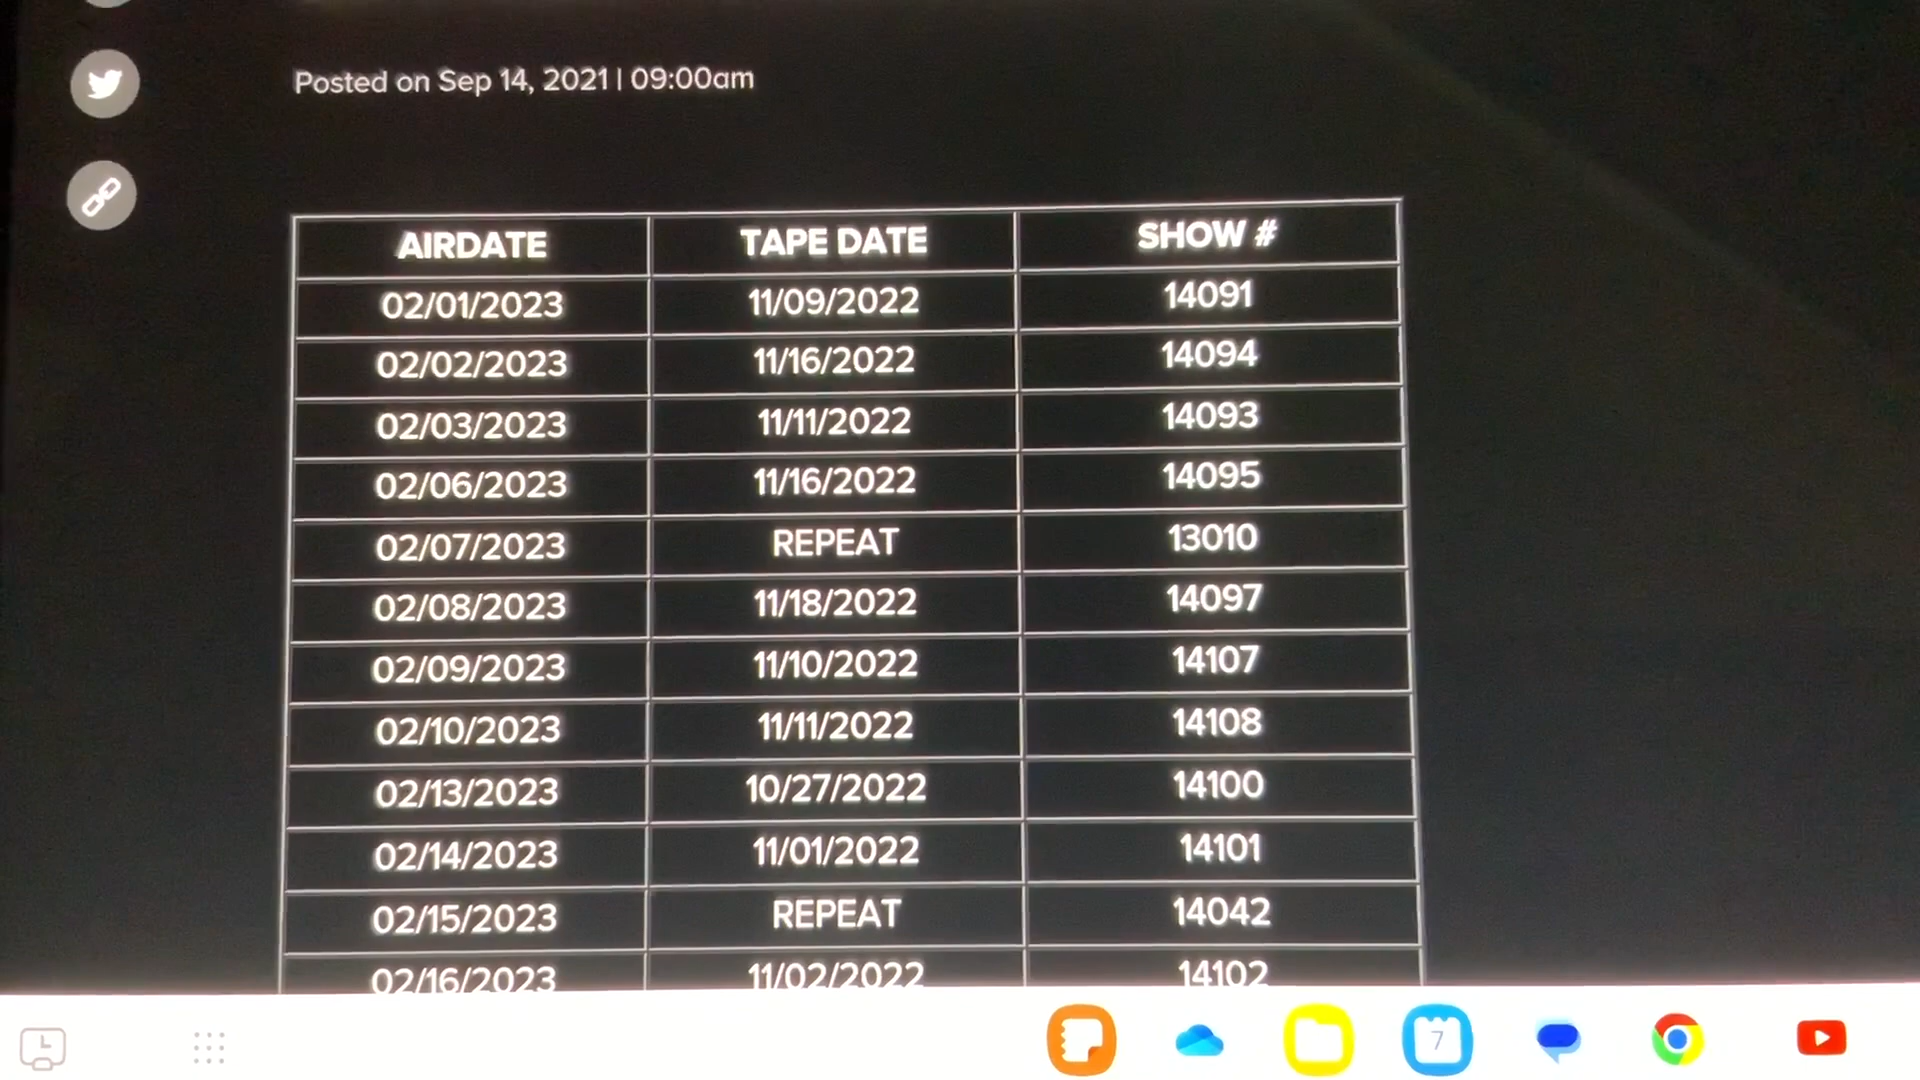 Posted on Sep 14, 2021 | 09:00am
AIRDATE TAPE DATE SHOW #
02/01/2023 11/09/2022 14091
02/02/2023 11/16/2022 14094
02/03/2023 11/11/2022 14093
02/06/2023 11/16/2022 14095
02/07/2023 REPEAT 13010
02/08/2023 11/18/2022 14097
02/09/2023 11/10/2022 14107
02/10/2023 11/11/2022 14108
02/13/2023 10/27/2022 14100
02/14/2023 11/01/2022 14101
02/15/2023 REPEAT 14042
02/16/2023 11/02/2022 14102
7